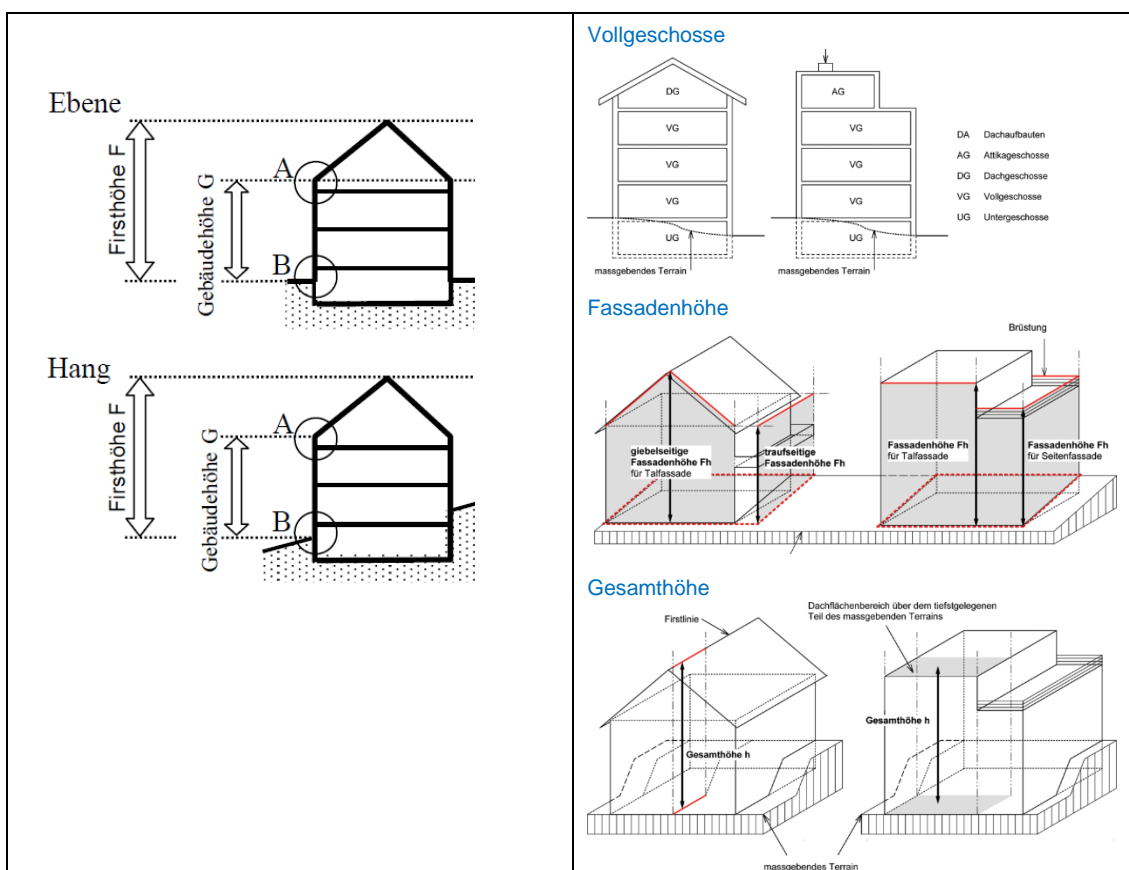 Ebene
Firsthöhe F
Gebäudehöhe G
A
B
Hang
Firsthöhe F
Gebäudehöhe G
A
B
Vollgeschosse
DG
VG
VG
VG
UG
massgebendes Terrain
AG
VG
VG
VG
UG
massgebendes Terrain
DA Dachaufbauten
AG Attikageschosse
DG Dachgeschosse
VG Vollgeschosse
UG Untergeschosse
Fassadenhöhe
Brüstung
giebelseitige
Fassadenhöhe Fh
für Talfassade
traufseitige
Fassadenhöhe Fh
Fassadenhöhe Fh
für Talfassade
Fassadenhöhe Fh
für Seitenfassade
Gesamthöhe
Firstlinie
Dachflächenbereich über dem tiefstgelegenen
Teil des massgebenden Terrains
Gesamthöhe h
Gesamthöhe h
massgebendes Terrain